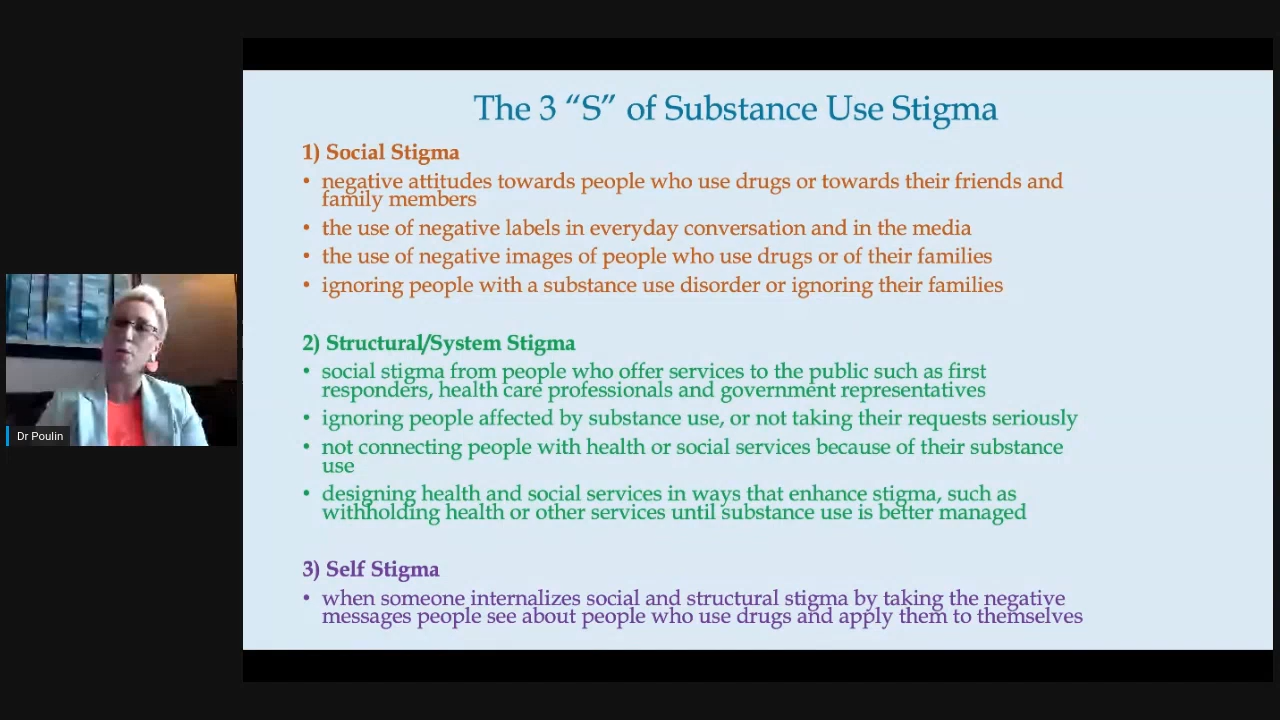 The 3 “S” of Substance Use Stigma
1) Social Stigma
• negative attitudes towards people who use drugs or towards their friends and
family members
• the use of negative labels in everyday conversation and in the media
• the use of negative images of people who use drugs or of their families
• ignoring people with a substance use disorder or ignoring their families
2) Structural/System Stigma
• social stigma from people who offer services to the public such as first
responders, health care professionals and government representatives
• ignoring people affected by substance use, or not taking their requests seriously
• not connecting people with health or social services because of their substance
use
• designing health and social services in ways that enhance stigma, such as
withholding health or other services until substance use is better managed
3) Self Stigma
• when someone internalizes social and structural stigma by taking the negative
messages people see about people who use drugs and apply them to themselves
Dr Poulin